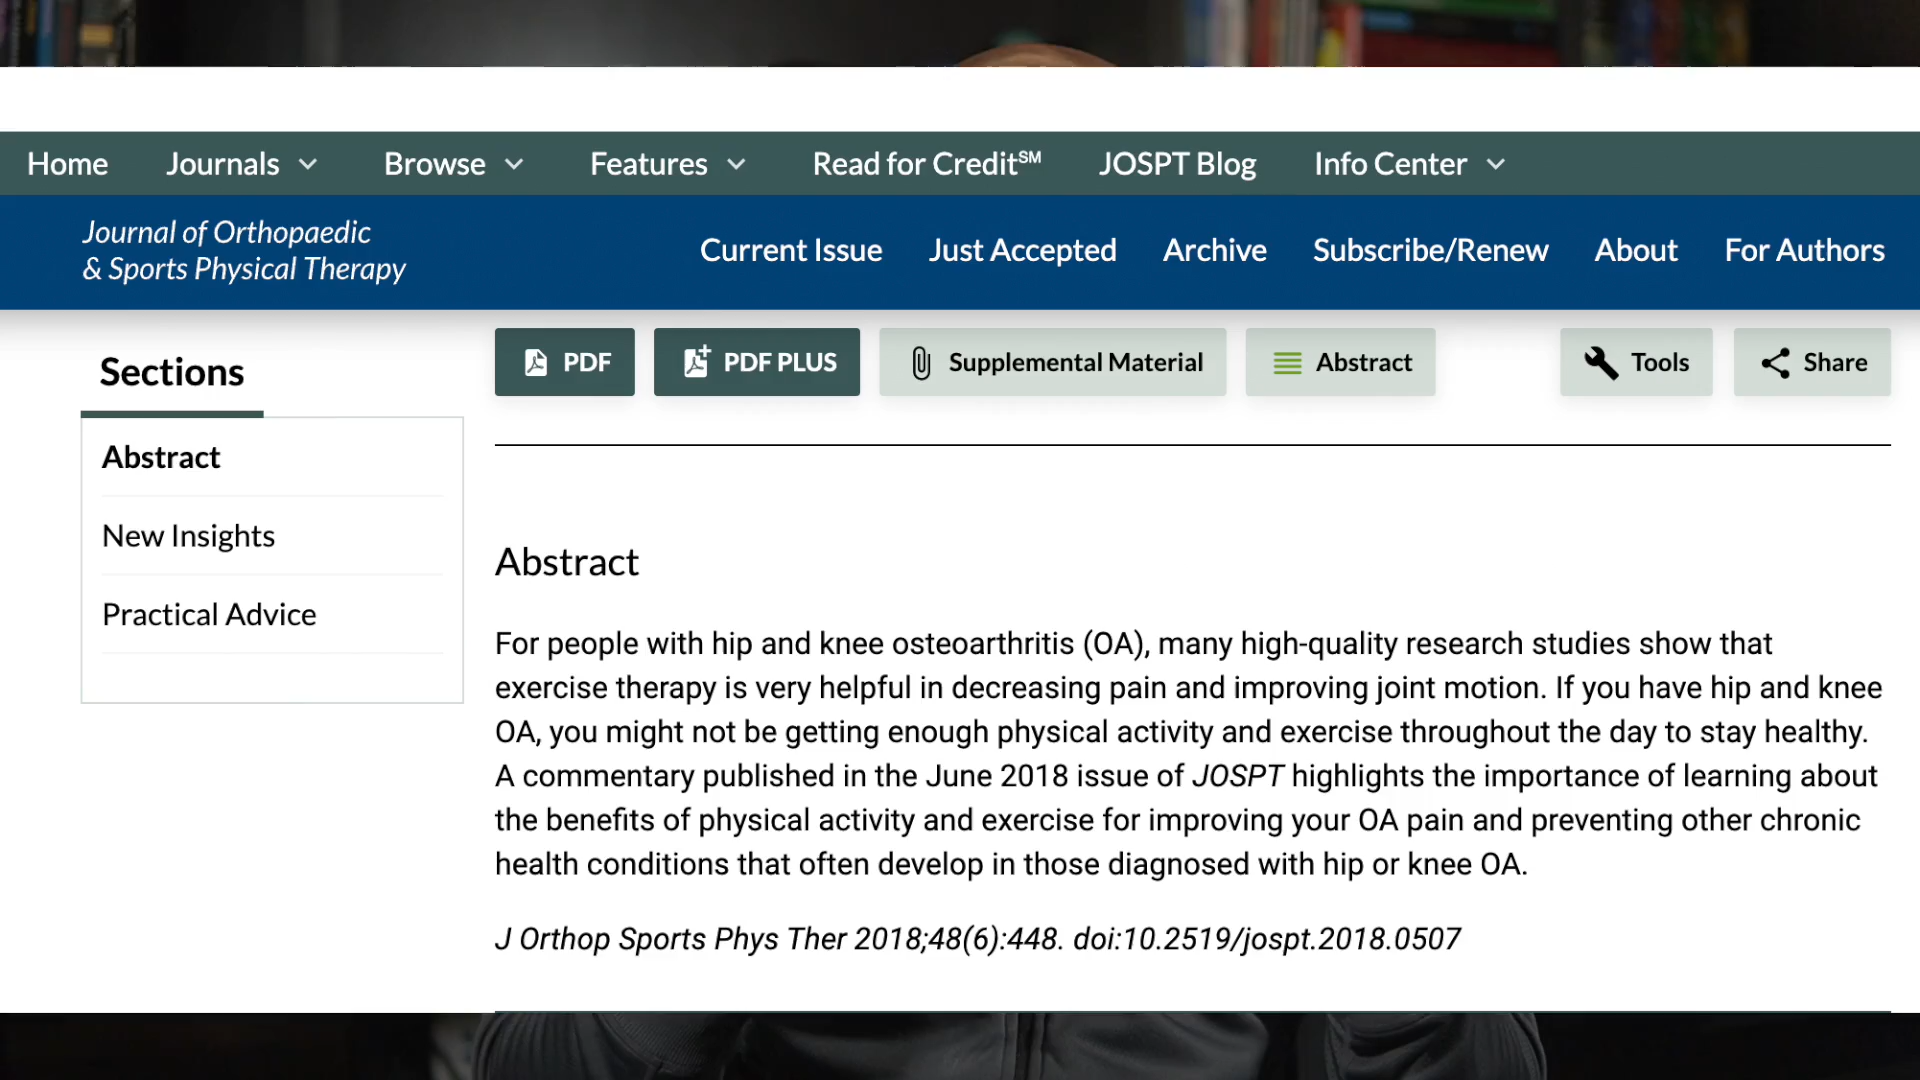 Home Journals Browse Features Read for Credit℠ JOSPT Blog Info Center
Journal of Orthopaedic
& Sports Physical Therapy
Current Issue Just Accepted Archive Subscribe/Renew About For Authors
Sections
Abstract
New Insights
Practical Advice
PDF PDF PLUS Supplemental Material Abstract Tools Share
Abstract
For people with hip and knee osteoarthritis (OA), many high-quality research studies show that
exercise therapy is very helpful in decreasing pain and improving joint motion. If you have hip and knee
OA, you might not be getting enough physical activity and exercise throughout the day to stay healthy.
A commentary published in the June 2018 issue of JOSPT highlights the importance of learning about
the benefits of physical activity and exercise for improving your OA pain and preventing other chronic
health conditions that often develop in those diagnosed with hip or knee OA.
J Orthop Sports Phys Ther 2018;48(6):448. doi:10.2519/jospt.2018.0507